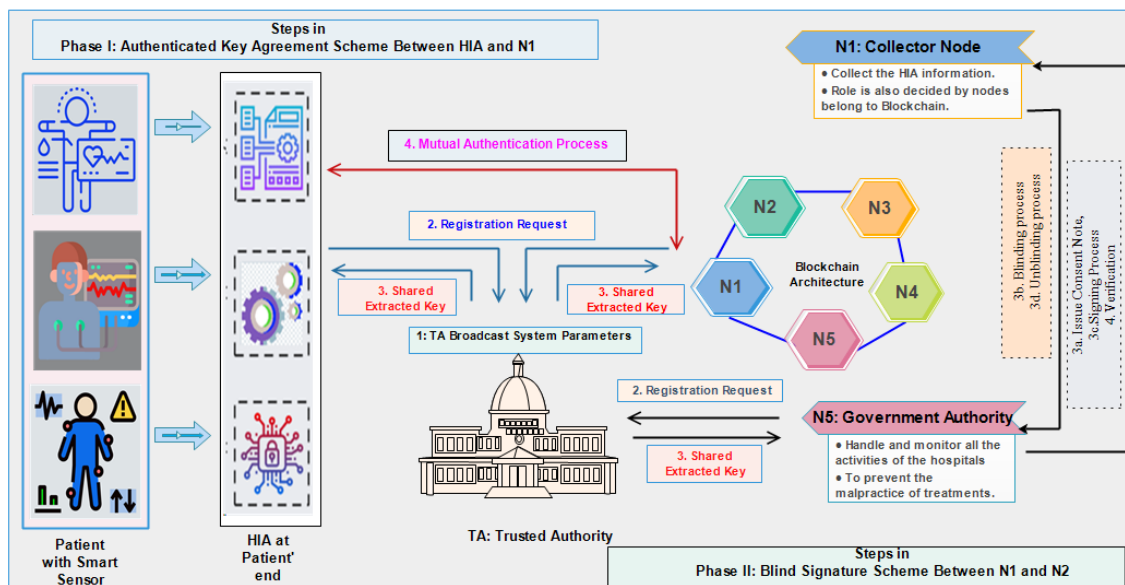 Steps in
Phase I: Authenticated Key Agreement Scheme Between HIA and N1
N1: Collector Node
● Collect the HIA information.
● Role is also decided by nodes
belong to Blockchain.
4. Mutual Authentication Process
2. Registration Request
3. Shared
Extracted Key
3. Shared
Extracted Key
1: TA Broadcast System Parameters
N2
N3
N1
N4
N5
Blockchain
Architecture
3b. Blinding process
3d. Unblinding process
3a. Issue Consent Note,
3c.Signing Process
4. Verification
2. Registration Request
3. Shared
Extracted Key
N5: Government Authority
● Handle and monitor all the
activities of the hospitals
● To prevent the
malpractice of treatments.
TA: Trusted Authority
Patient
with Smart
Sensor
HIA at
Patient'
end
Steps in
Phase II: Blind Signature Scheme Between N1 and N2